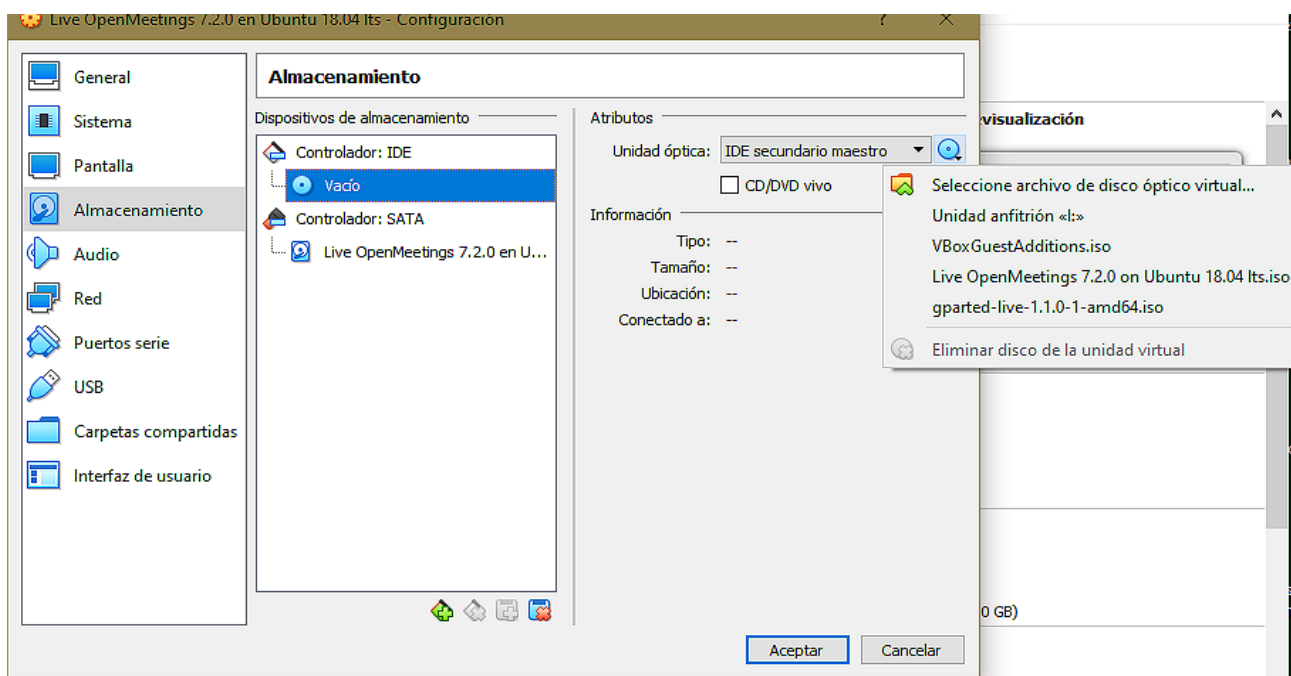 Live OpenMeetings 7.2.0 en Ubuntu 18.04 lts - Configuración
?
General
Sistema
Pantalla
Almacenamiento
Audio
Red
Puertos serie
USB
Carpetas compartidas
Interfaz de usuario
Almacenamiento
Dispositivos de almacenamiento
Controlador: IDE
Vacío
Controlador: SATA
Live OpenMeetings 7.2.0 en U...
Atributos
Unidad óptica: IDE secundario maestro
CD/DVD vivo
Información
Tipo: --
Tamaño: --
Ubicación: --
Conectado a: --
visualización
Seleccione archivo de disco óptico virtual...
Unidad anfitrión «I:»
VBoxGuestAdditions.iso
Live OpenMeetings 7.2.0 on Ubuntu 18.04 lts.iso
gparted-live-1.1.0-1-amd64.iso
Eliminar disco de la unidad virtual
0 GB)
Aceptar
Cancelar